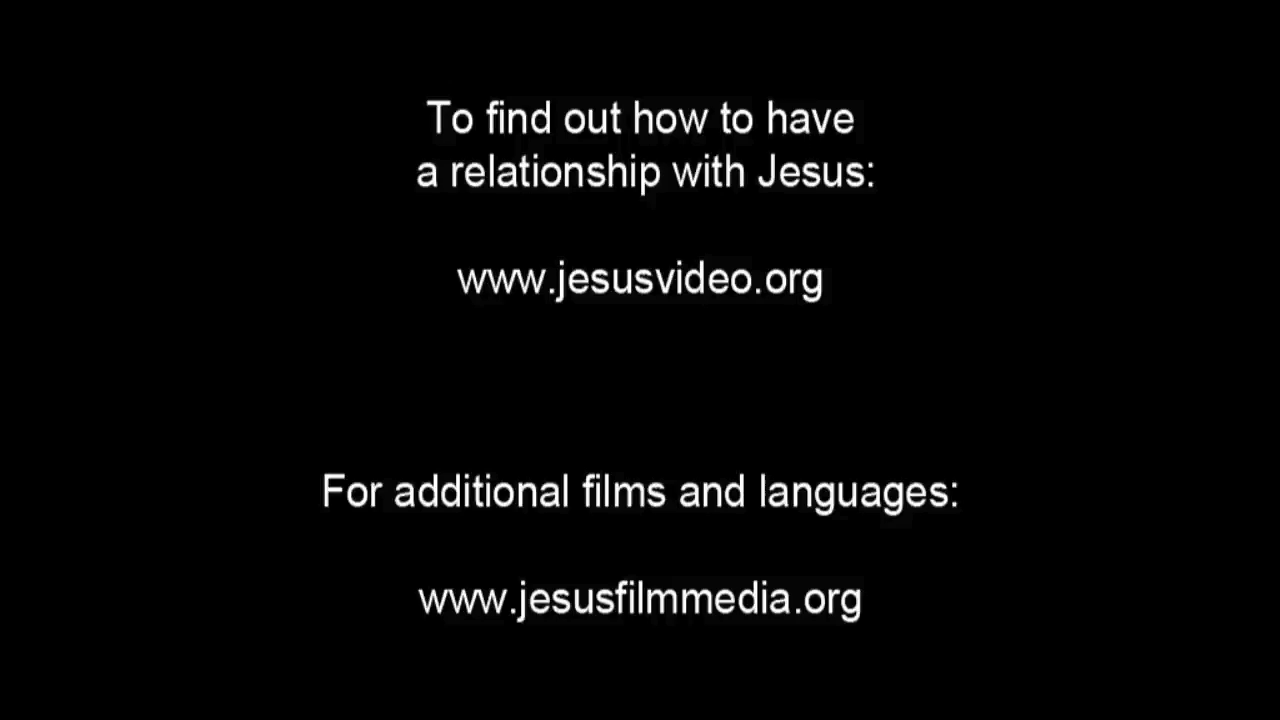 To find out how to have
a relationship with Jesus:
www.jesusvideo.org
For additional films and languages:
www.jesusfilmmedia.org